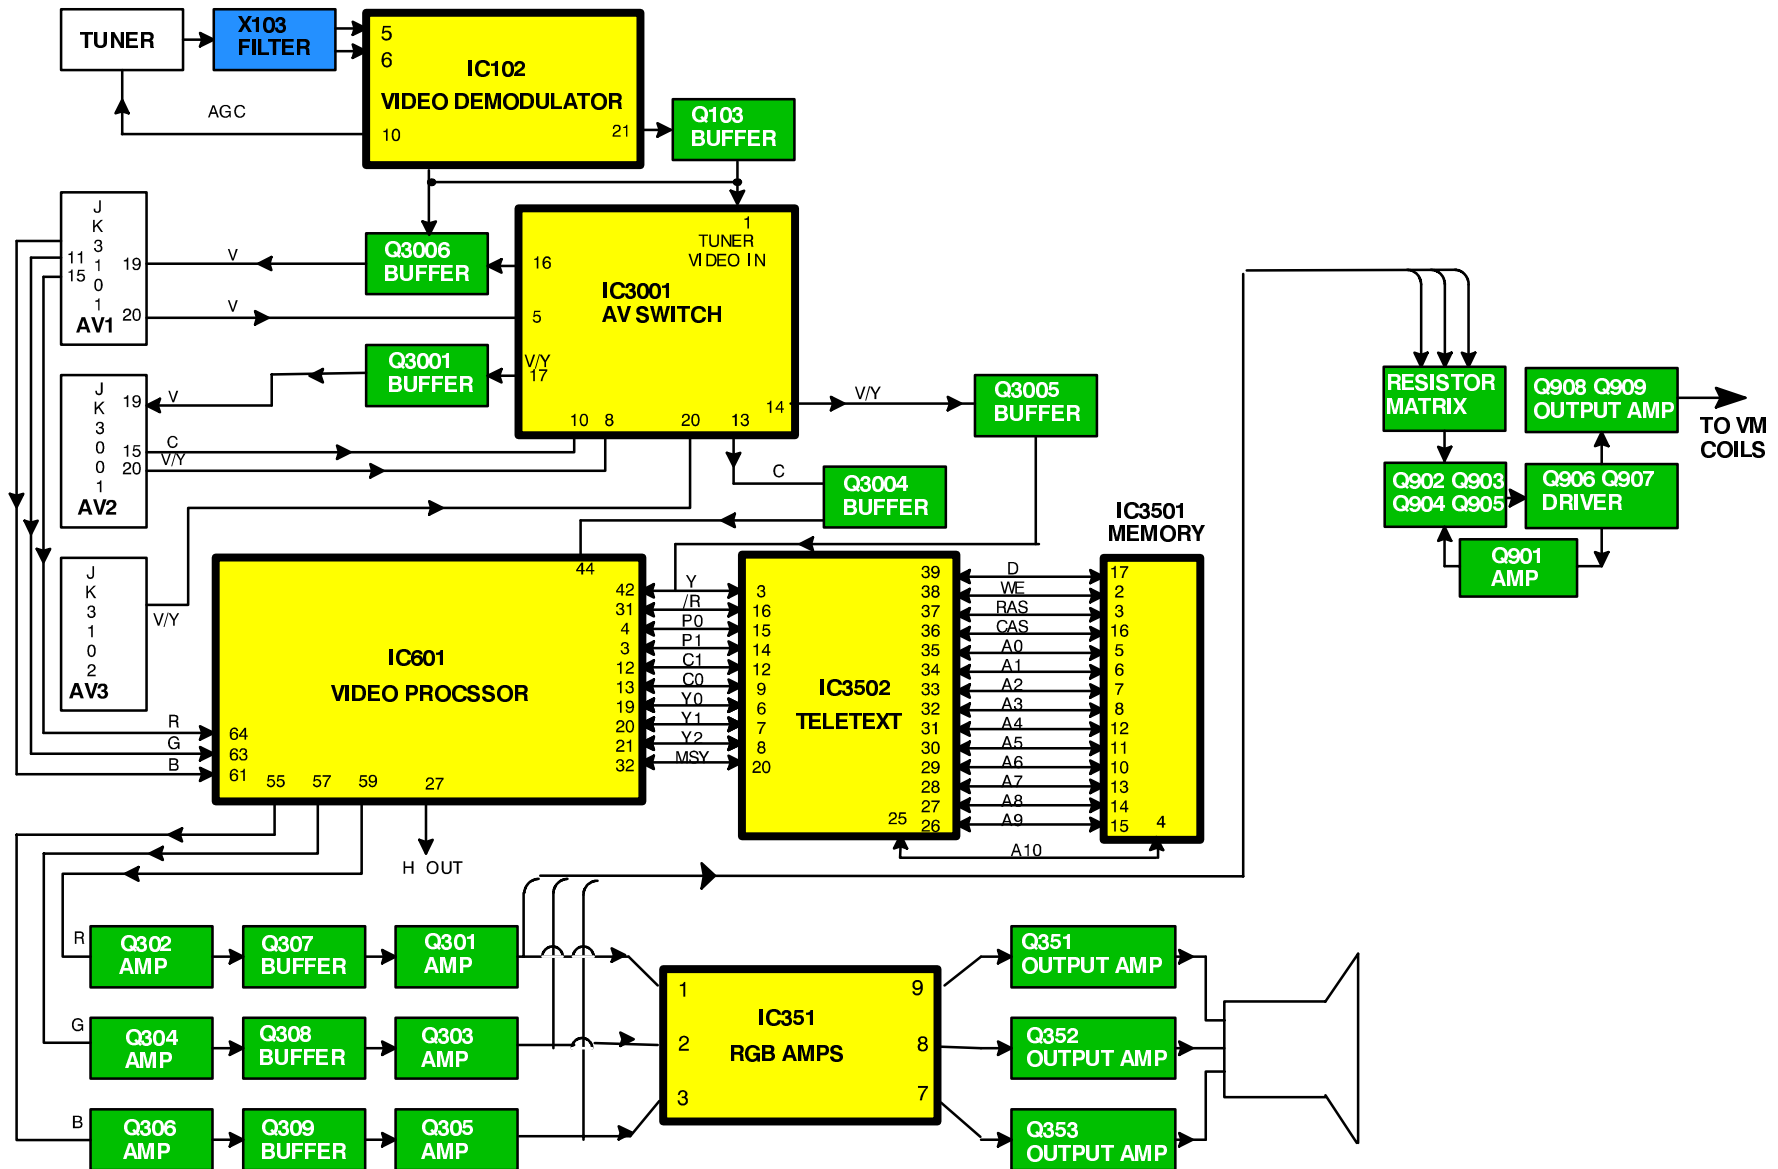 TUNER
X103
FILTER
5
6
IC102
VIDEO DEMODULATOR
10
21
AGC
Q103
BUFFER
J
K
3
1
0
1
11
15
19
20
AV1
V
V
Q3006
BUFFER
1
TUNER
VIDEO IN
16
IC3001
AV SWITCH
5
V/Y
17
10
8
20
13
14
Q3001
BUFFER
J
K
3
0
0
1
19
15
20
AV2
V
C
V/Y
V/Y
Q3005
BUFFER
C
Q3004
BUFFER
J
K
3
1
0
2
AV3
V/Y
RESISTOR
MATRIX
Q908 Q909
OUTPUT AMP
TO VM
COILS
Q902 Q903
Q904 Q905
Q906 Q907
DRIVER
Q901
AMP
IC3501
MEMORY
44
IC601
VIDEO PROCSSOR
42
31
4
3
12
13
19
20
21
32
Y
/R
P0
P1
C1
C0
Y0
Y1
Y2
MSY
3
16
15
14
12
9
6
7
8
20
IC3502
TELETEXT
39
38
37
36
35
34
33
32
31
30
29
28
27
26
25
D
WE
RAS
CAS
A0
A1
A2
A3
A4
A5
A6
A7
A8
A9
A10
17
2
3
16
5
6
7
8
12
11
10
13
14
15
4
R
G
B
64
63
61
55
57
59
27
H OUT
R
Q302
AMP
Q307
BUFFER
Q301
AMP
G
Q304
AMP
Q308
BUFFER
Q303
AMP
B
Q306
AMP
Q309
BUFFER
Q305
AMP
1
2
3
IC351
RGB AMPS
9
8
7
Q351
OUTPUT AMP
Q352
OUTPUT AMP
Q353
OUTPUT AMP